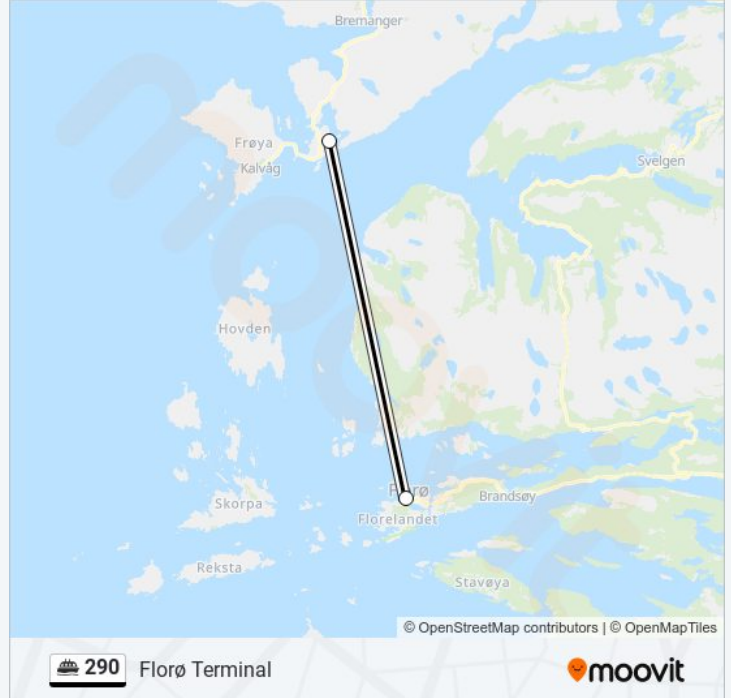 Bremanger
Frøya
Kalvåg
Svelgen
Hovden
Florø
Brandsøy
Skorpa
Florelandet
Reksta
Stavøya
© OpenStreetMap contributors | © OpenMapTiles
290 Florø Terminal
moovit